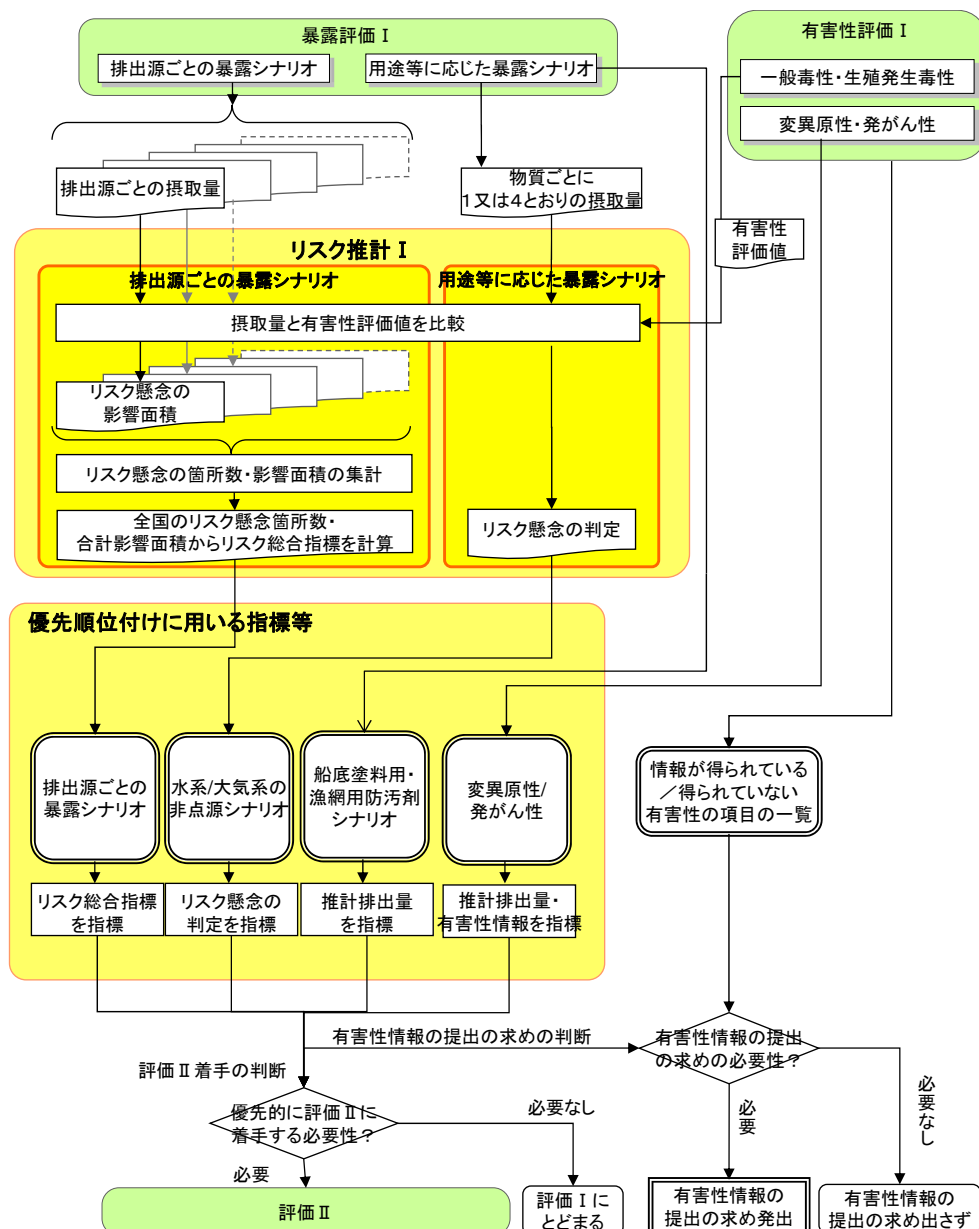 暴露評価Ⅰ
排出源ごとの暴露シナリオ
用途等に応じた暴露シナリオ
有害性評価Ⅰ
一般毒性・生殖発生毒性
変異原性・発がん性
排出源ごとの摂取量
物質ごとに
1又は4とおりの摂取量
有害性
評価値
リスク推計Ⅰ
排出源ごとの暴露シナリオ
用途等に応じた暴露シナリオ
摂取量と有害性評価値を比較
リスク懸念の
影響面積
リスク懸念の箇所数・影響面積の集計
全国のリスク懸念箇所数・
合計影響面積からリスク総合指標を計算
リスク懸念の判定
優先順位付けに用いる指標等
排出源ごとの
暴露シナリオ
水系/大気系の
非点源シナリオ
船底塗料用・
漁網用防汚剤
シナリオ
変異原性/
発がん性
情報が得られている
/得られていない
有害性の項目の一覧
リスク総合指標
を指標
リスク懸念の
判定を指標
推計排出量
を指標
推計排出量・
有害性情報を指標
有害性情報の提出の求めの判断
有害性情報の提出
の求めの必要性?
評価Ⅱ着手の判断
優先的に評価Ⅱに
着手する必要性?
必要なし
必要
必要なし
必要
評価Ⅱ
評価Ⅰに
とどまる
有害性情報の
提出の求め発出
有害性情報の
提出の求め出さず